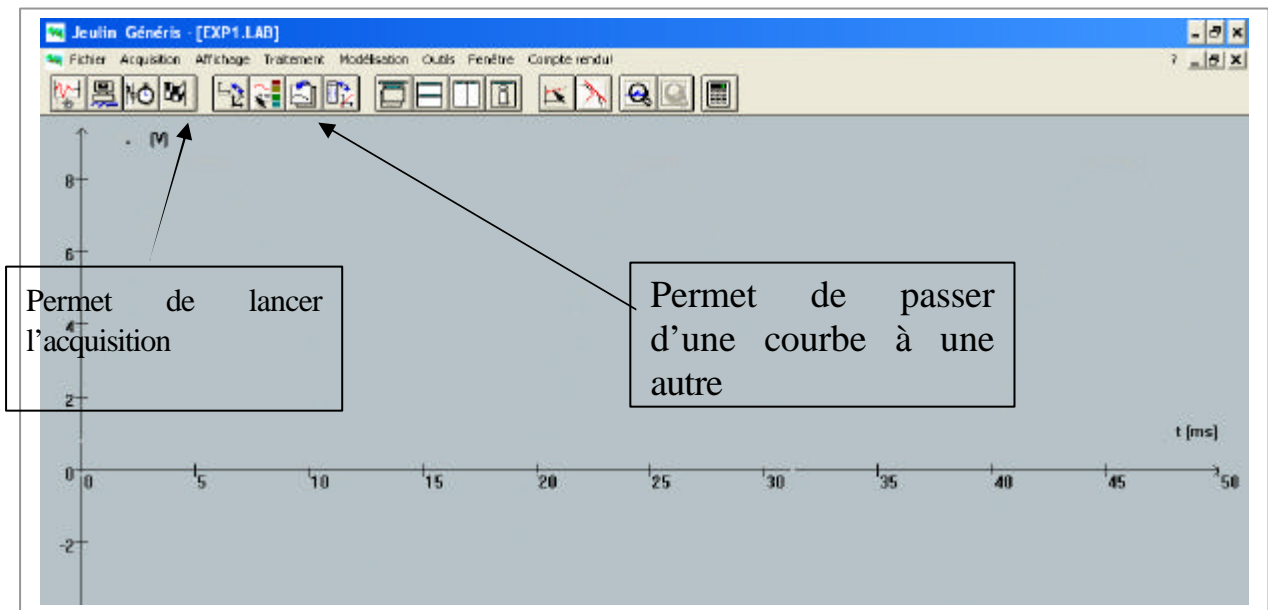 Jeulin Généris - [EXP1.LAB]
Fichier Acquisition Affichage Traitement Modélisation Outils Fenêtre Compte rendu ?
(V)
8
6
Permet de lancer
l’acquisition
4
Permet de passer
d’une courbe à une
autre
2
t (ms)
0 0 5 10 15 20 25 30 35 40 45 50
-2